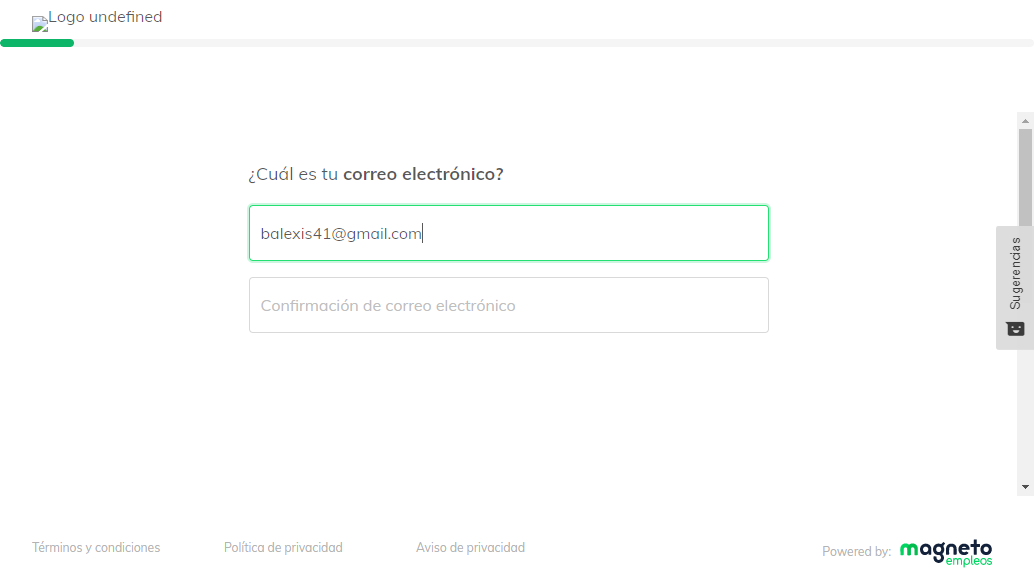 Logo undefined
¿Cuál es tu correo electrónico?
balexis41@gmail.com
Confirmación de correo electrónico
Sugerencias
Términos y condiciones
Política de privacidad
Aviso de privacidad
Powered by:
magneto
empleos